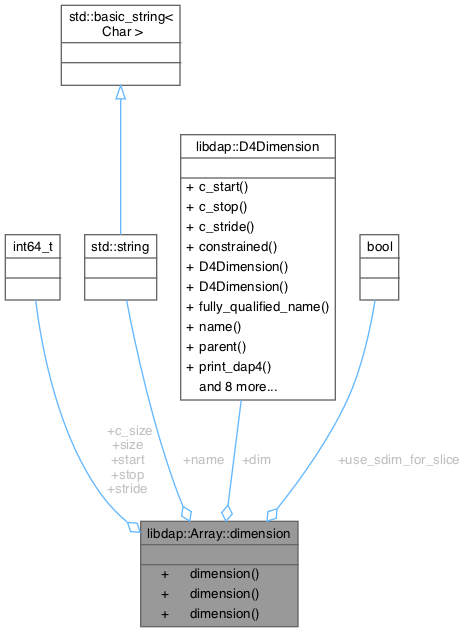 std::basic_string<
Char >
libdap::D4Dimension
+ c_start()
+ c_stop()
+ c_stride()
+ constrained()
+ D4Dimension()
+ D4Dimension()
+ fully_qualified_name()
+ name()
+ parent()
+ print_dap4()
and 8 more...
int64_t
std::string
bool
+c_size
+size
+start
+stop
+stride
+name
+dim
+use_sdim_for_slice
libdap::Array::dimension
+ dimension()
+ dimension()
+ dimension()